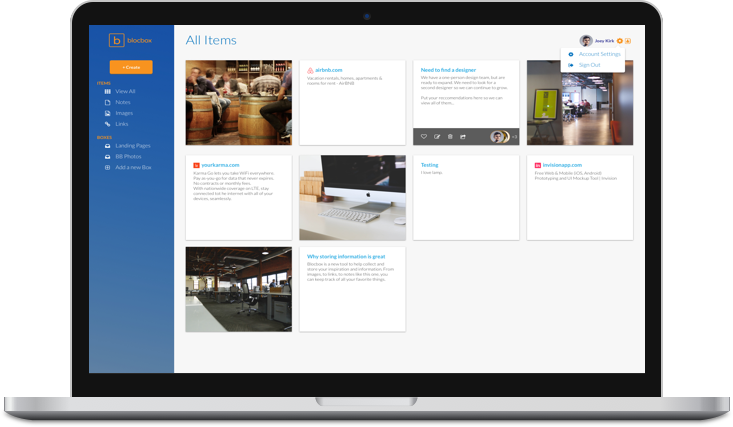 blocbox
+ Create
ITEMS
View All
Notes
Images
Links
BOXES
Landing Pages
BB Photos
Add a new Box
All Items
Joey Kirk
Account Settings
Sign Out
airbnb.com
Vacation rentals, homes, apartments &
rooms for rent - AirBNB
Need to find a designer
We have a one-person design team but are
ready to expand. We need to look for a
second designer so we can continue to grow.
Put your recommendations here so we can
view all of them.
+3
yourkarma.com
Karma Go lets you take WiFi everywhere.
Pay as you go for data that never expires.
No contracts or monthly fees.
With nationwide coverage on LTE, stay
connected to the internet with all of your
devices, seamlessly.
Testing
I love lamp.
in invisionapp.com
Free Web & Mobile (iOS, Android)
Prototyping and UI Mockup Tool | InVision
Why storing information is great
Blocbox is a new tool to help collect and
store your inspiration and information. From
images, to links, to notes like this one, you
can keep track of all your favorite things.